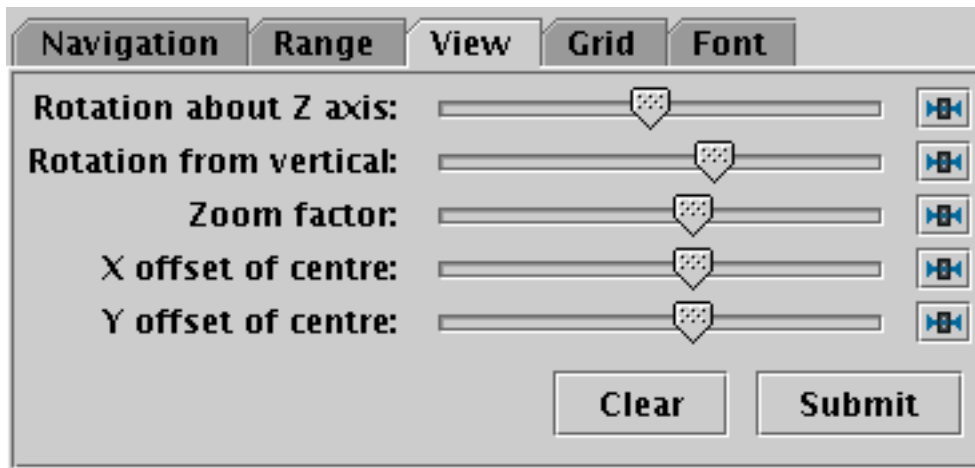 Navigation Range View Grid Font
Rotation about Z axis:
Rotation from vertical:
Zoom factor:
X offset of centre:
Y offset of centre:
Clear Submit